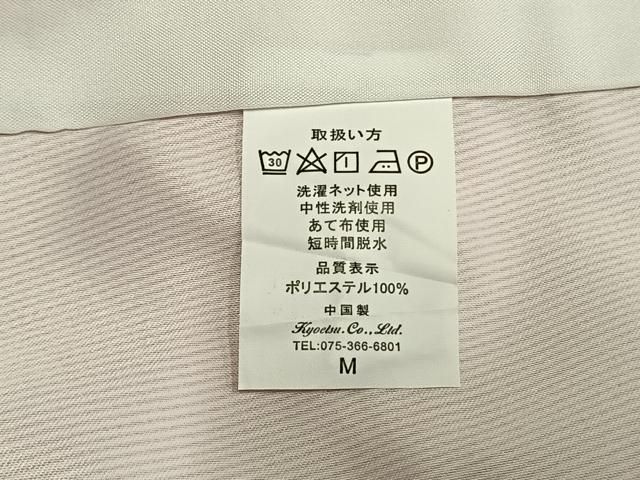 取扱い方
30 P
洗濯ネット使用
中性洗剤使用
あて布使用
短時間脱水
品質表示
ポリエステル100%
中国製
Kyoetsu.Co.,Ltd.
TEL:075-366-6801
M